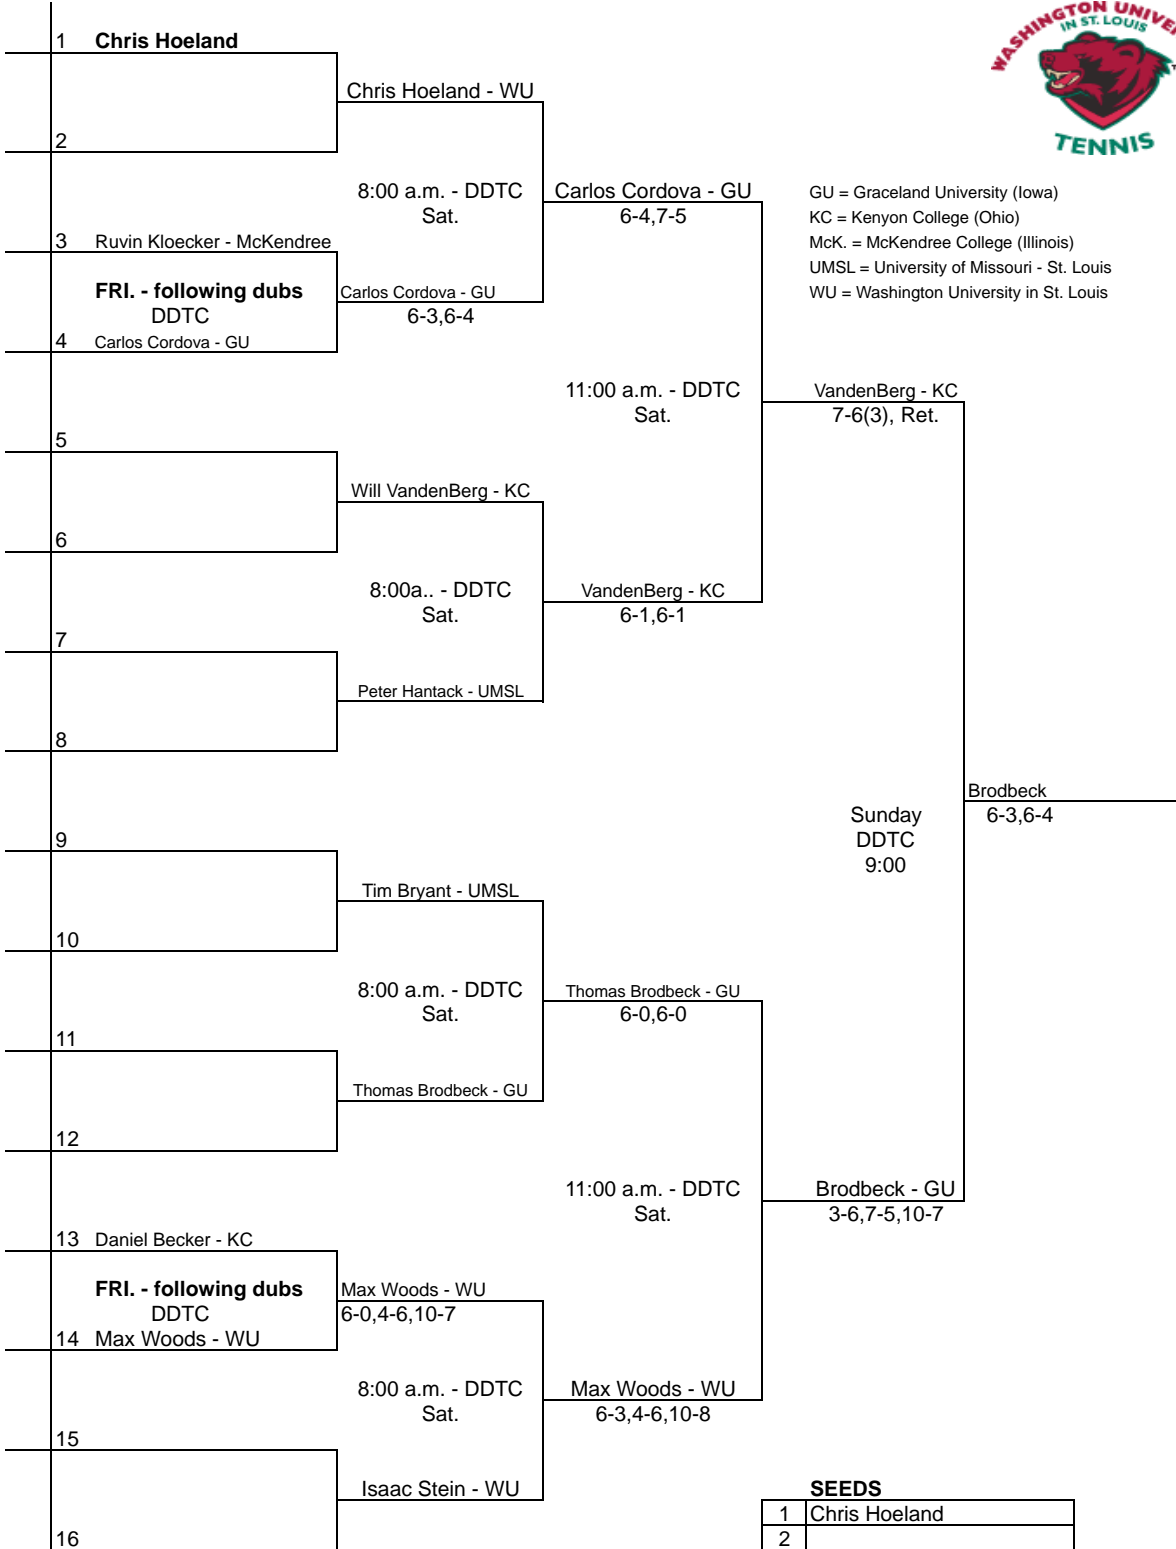 WASHINGTON UNIVE
IN ST. LOUIS
TENNIS
1 Chris Hoeland
Chris Hoeland - WU
2
8:00 a.m. - DDTC
Sat.
Carlos Cordova - GU
6-4,7-5
GU = Graceland University (Iowa)
KC = Kenyon College (Ohio)
McK. = McKendree College (Illinois)
UMSL = University of Missouri - St. Louis
WU = Washington University in St. Louis
3 Ruvin Kloecker - McKendree
FRI. - following dubs
DDTC
Carlos Cordova - GU
6-3,6-4
4 Carlos Cordova - GU
11:00 a.m. - DDTC
Sat.
VandenBerg - KC
7-6(3), Ret.
5
Will VandenBerg - KC
6
8:00a.. - DDTC
Sat.
VandenBerg - KC
6-1,6-1
7
Peter Hantack - UMSL
8
Brodbeck
6-3,6-4
Sunday
DDTC
9:00
9
Tim Bryant - UMSL
10
8:00 a.m. - DDTC
Sat.
Thomas Brodbeck - GU
6-0,6-0
11
Thomas Brodbeck - GU
12
11:00 a.m. - DDTC
Sat.
Brodbeck - GU
3-6,7-5,10-7
13 Daniel Becker - KC
FRI. - following dubs
DDTC
Max Woods - WU
6-0,4-6,10-7
14 Max Woods - WU
8:00 a.m. - DDTC
Sat.
Max Woods - WU
6-3,4-6,10-8
15
Isaac Stein - WU
16
SEEDS
1 Chris Hoeland
2